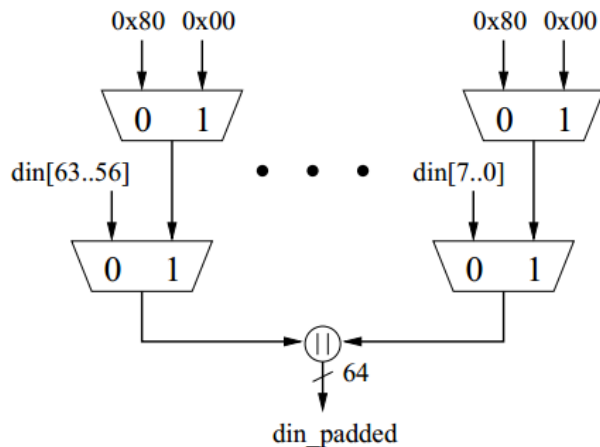 0x80 0x00 0x80 0x00
0 1 0 1
din[63..56] din[7..0]
0 1 0 1
||
64
din_padded